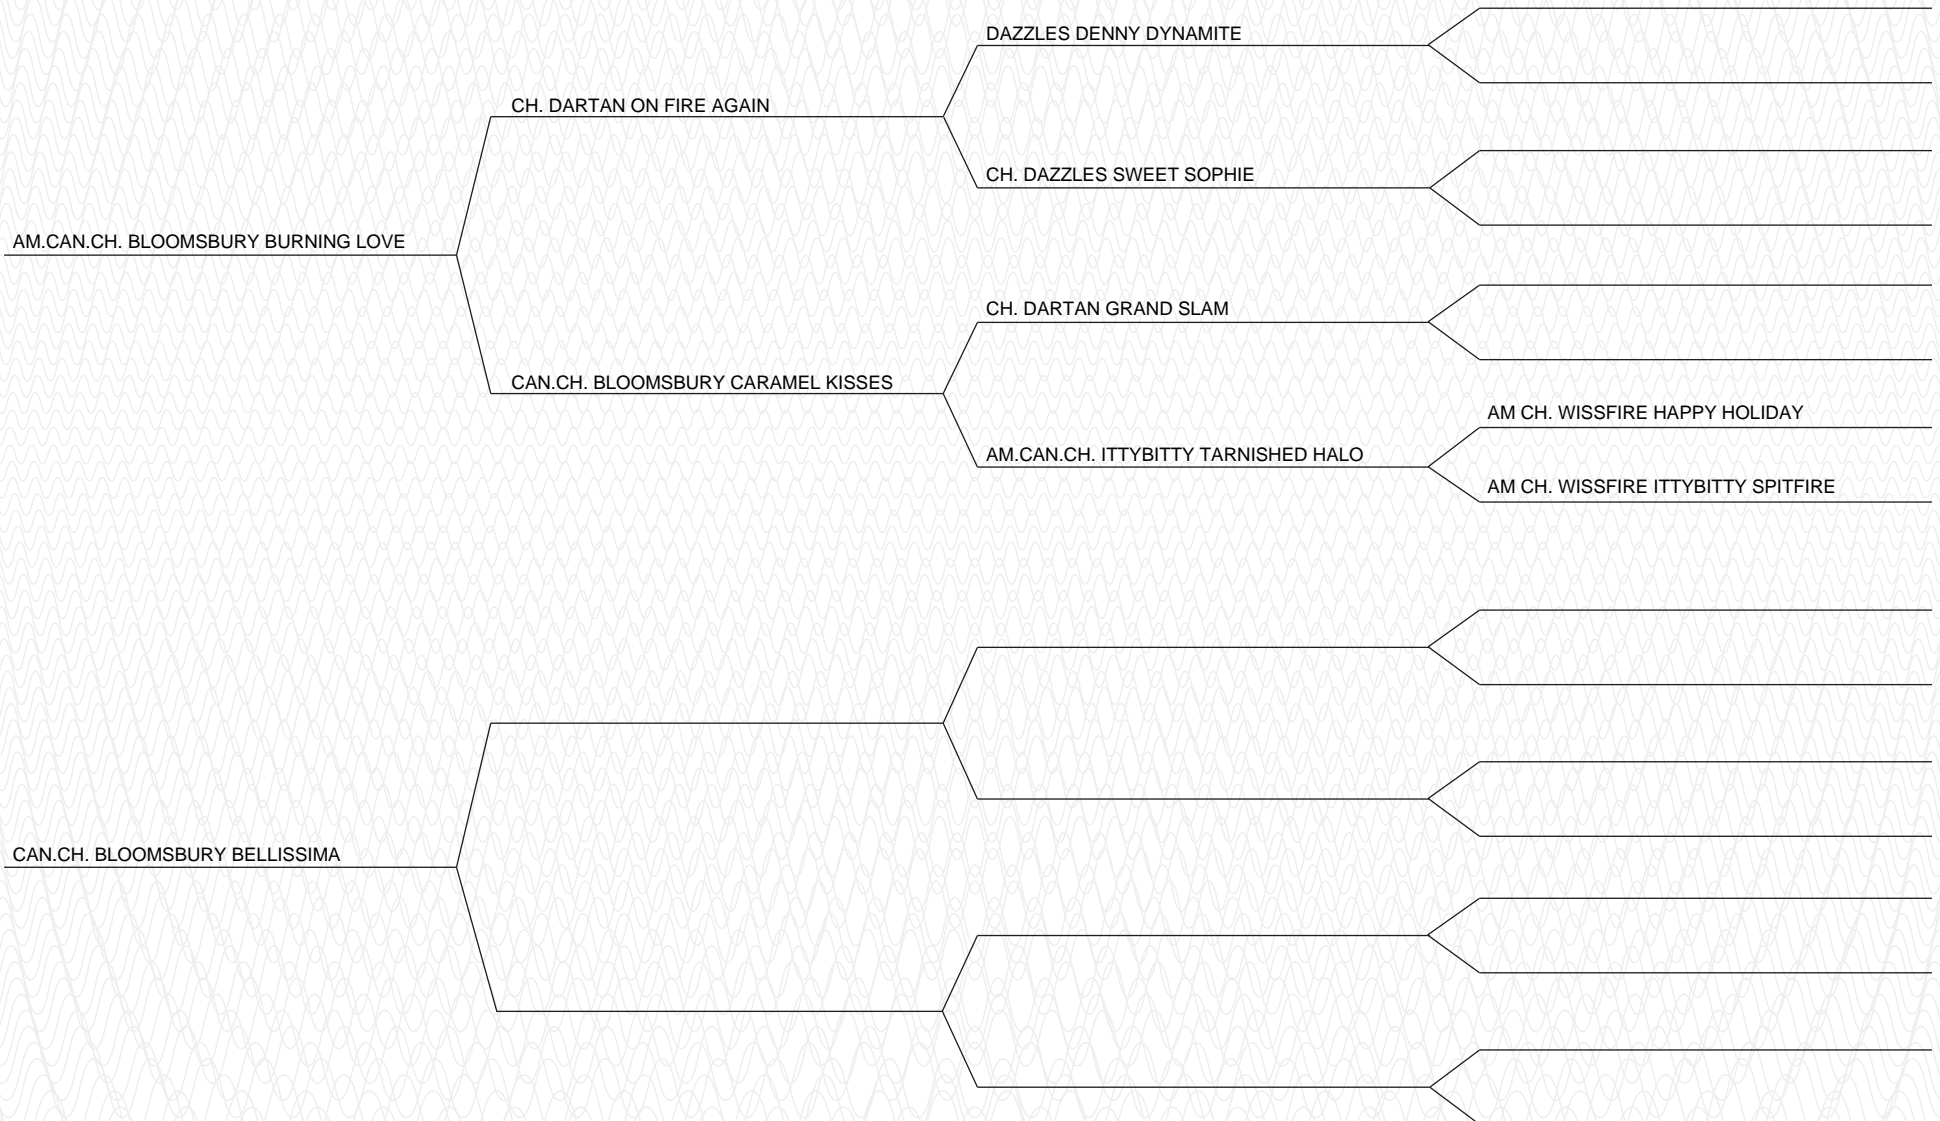 DAZZLES DENNY DYNAMITE
CH. DARTAN ON FIRE AGAIN
CH. DAZZLES SWEET SOPHIE
AM.CAN.CH. BLOOMSBURY BURNING LOVE
CH. DARTAN GRAND SLAM
CAN.CH. BLOOMSBURY CARAMEL KISSES
AM CH. WISSFIRE HAPPY HOLIDAY
AM.CAN.CH. ITTYBITTY TARNISHED HALO
AM CH. WISSFIRE ITTYBITTY SPITFIRE
CAN.CH. BLOOMSBURY BELLISSIMA